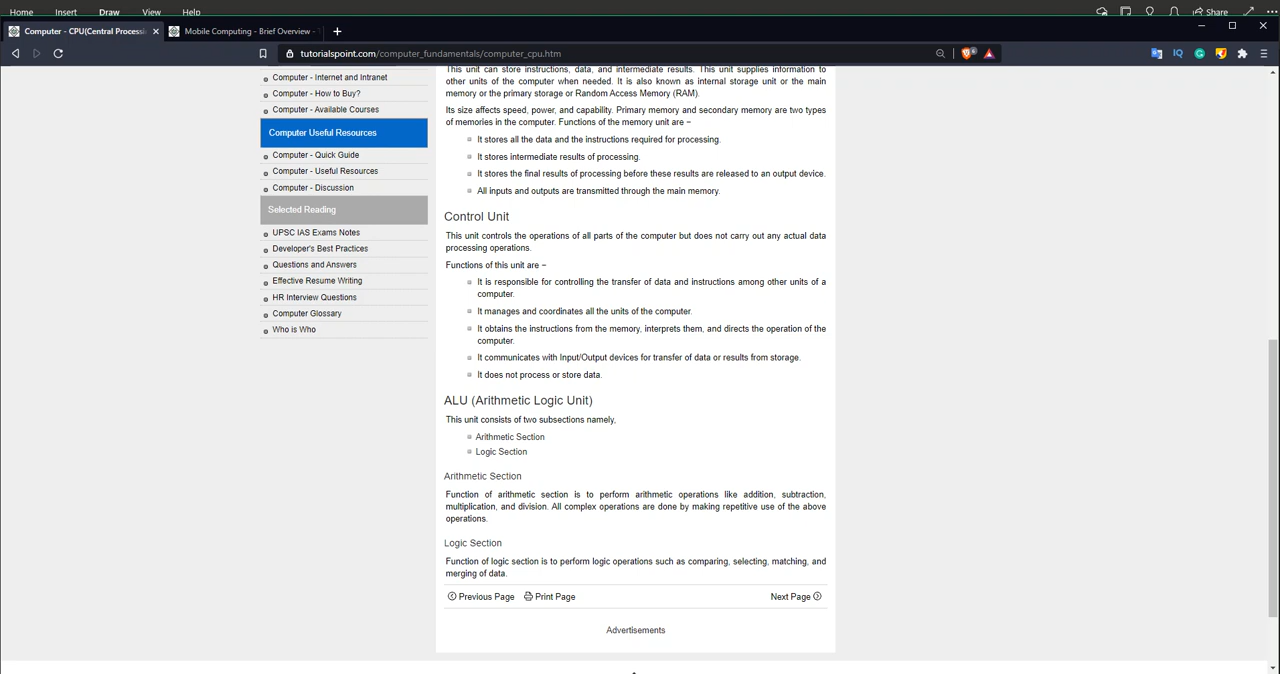 Home Insert Draw View Help Share
Computer - CPU(Central Processi
Mobile Computing - Brief Overview -
tutorialspoint.com/computer_fundamentals/computer_cpu.htm
Computer - Internet and Intranet
Computer - How to Buy?
Computer - Available Courses
Computer Useful Resources
Computer - Quick Guide
Computer - Useful Resources
Computer - Discussion
Selected Reading
UPSC IAS Exams Notes
Developer's Best Practices
Questions and Answers
Effective Resume Writing
HR Interview Questions
Computer Glossary
Who is Who
This unit can store instructions, data, and intermediate results. This unit supplies information to
other units of the computer when needed. It is also known as internal storage unit or the main
memory or the primary storage or Random Access Memory (RAM).
Its size affects speed, power, and capability. Primary memory and secondary memory are two types
of memories in the computer. Functions of the memory unit are −
It stores all the data and the instructions required for processing.
It stores intermediate results of processing.
It stores the final results of processing before these results are released to an output device.
All inputs and outputs are transmitted through the main memory.
Control Unit
This unit controls the operations of all parts of the computer but does not carry out any actual data
processing operations.
Functions of this unit are −
It is responsible for controlling the transfer of data and instructions among other units of a
computer.
It manages and coordinates all the units of the computer.
It obtains the instructions from the memory, interprets them, and directs the operation of the
computer.
It communicates with Input/Output devices for transfer of data or results from storage.
It does not process or store data.
ALU (Arithmetic Logic Unit)
This unit consists of two subsections namely,
Arithmetic Section
Logic Section
Arithmetic Section
Function of arithmetic section is to perform arithmetic operations like addition, subtraction,
multiplication, and division. All complex operations are done by making repetitive use of the above
operations.
Logic Section
Function of logic section is to perform logic operations such as comparing, selecting, matching, and
merging of data.
Previous Page Print Page Next Page
Advertisements